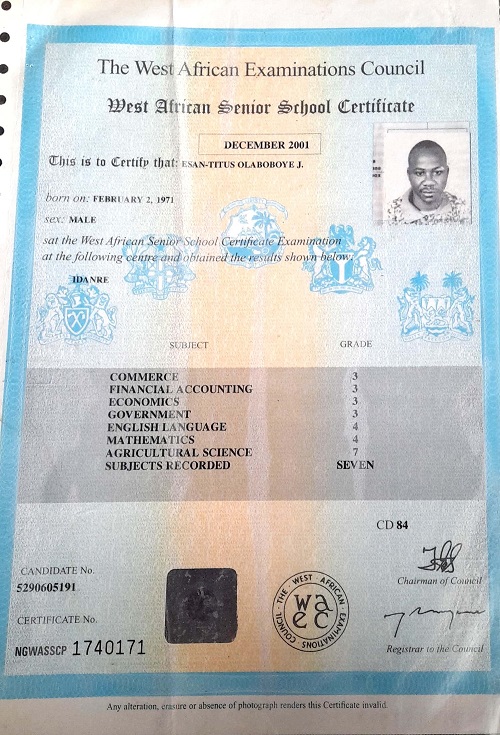 The West African Examinations Council
West African Senior School Certificate
DECEMBER 2001
This is to Certify that: ESAN-TITUS OLABOBOYE J.
born on: FEBRUARY 2, 1971
sex: MALE
sat the West African Senior School Certificate Examination
at the following centre and obtained the results shown below.
IDANRE
SUBJECT GRADE
COMMERCE 3
FINANCIAL ACCOUNTING 3
ECONOMICS 3
GOVERNMENT 3
ENGLISH LANGUAGE 4
MATHEMATICS 4
AGRICULTURAL SCIENCE 7
SUBJECTS RECORDED SEVEN
CD 84
Chairman of Council
CANDIDATE No.
5290605191
CERTIFICATE No.
NGWASSCP 1740171
THE · WEST AFRICAN EXAMINATIONS COUNCIL ·
waec
Registrar to the Council
Any alteration, erasure or absence of photograph renders this Certificate invalid.